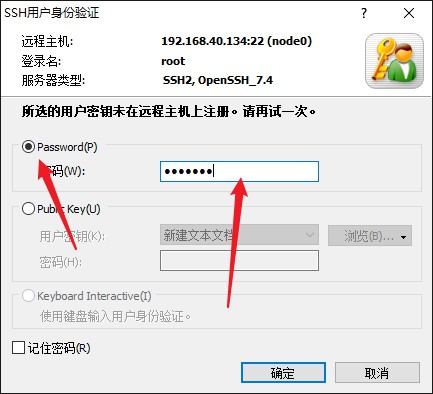 SSH用户身份验证
远程主机: 192.168.40.134:22 (node0)
登录名: root
服务器类型: SSH2, OpenSSH_7.4
所选的用户密钥未在远程主机上注册。请再试一次。
Password(P)
码(W): •••••••
Public Key(U)
用户密钥(K): 新建文本文档 浏览(B)...
密码(H):
Keyboard Interactive(I)
使用键盘输入用户身份验证。
记住密码(R)
确定 取消